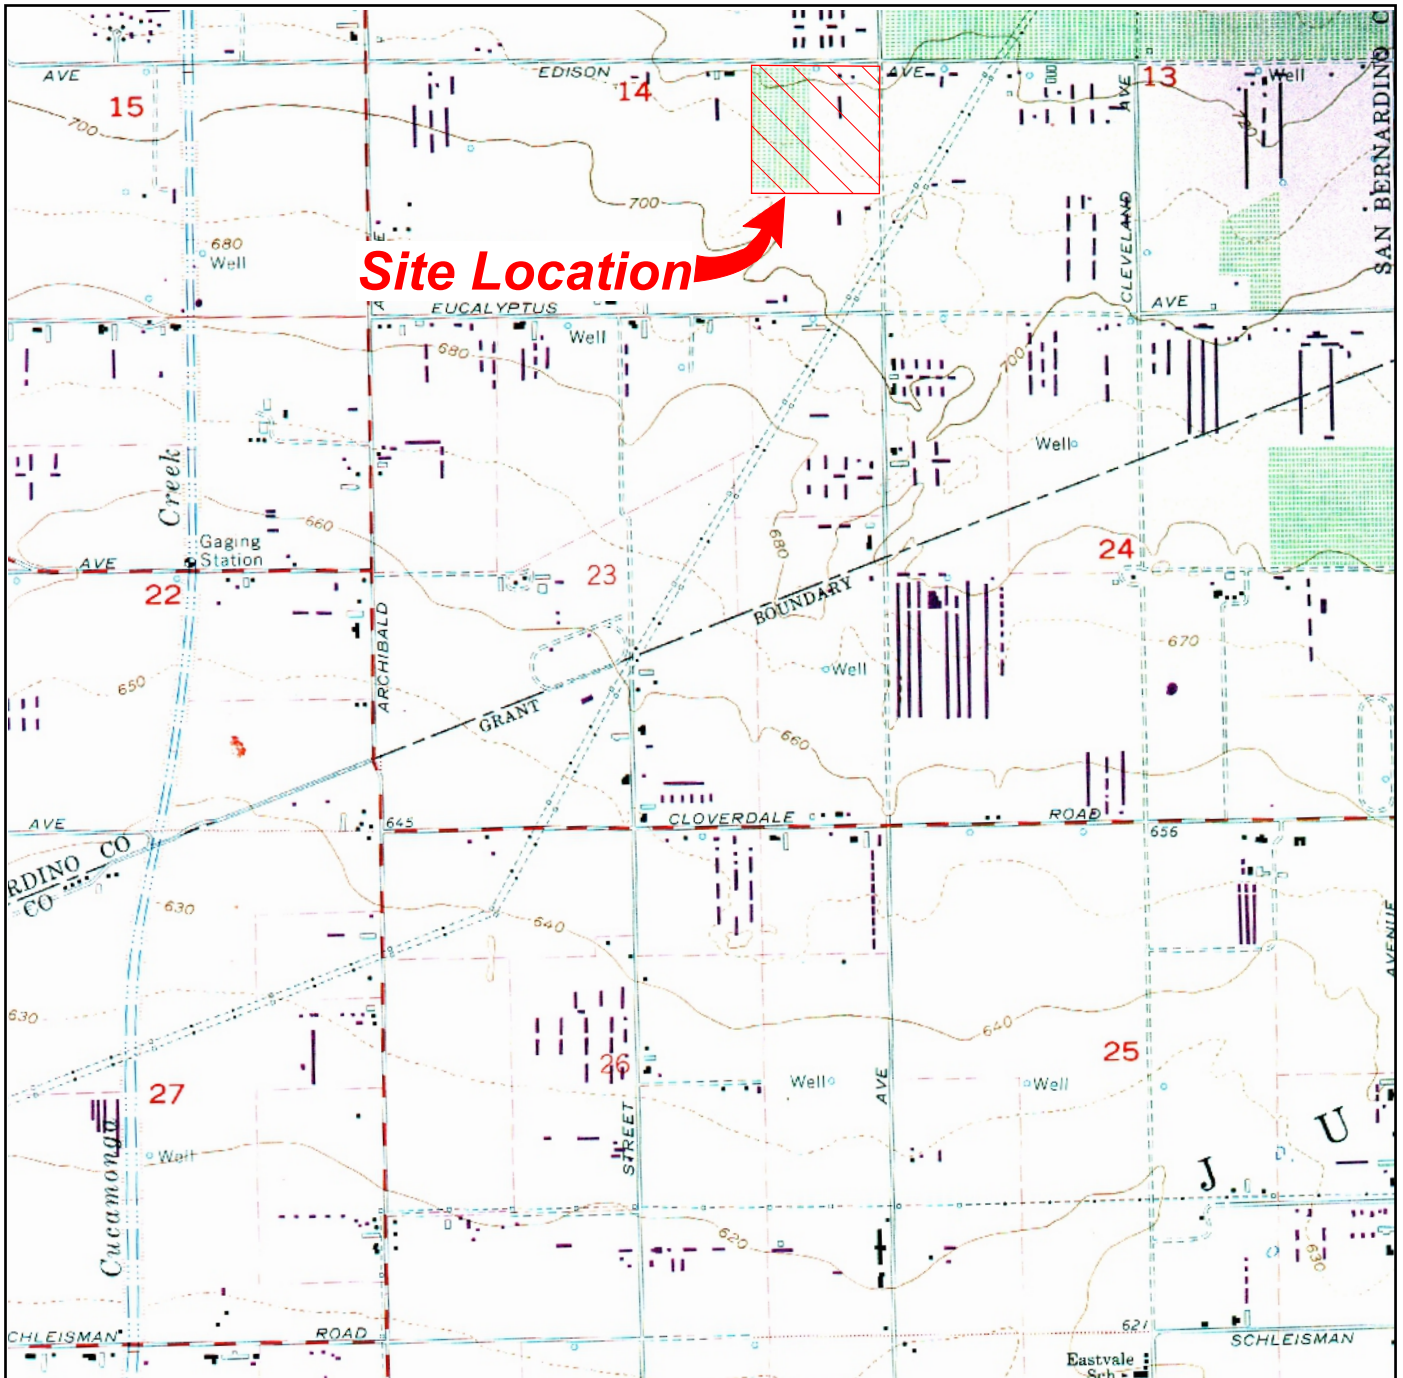 SAN BERNARDINO C
AVE
EDISON
AVE
AVE
13
Well
14
15
700
700
680
Well
CLEVELAND
Site Location
EUCALYPTUS
AVE
Well
680
700
Well
Creek
660
Gaging
Station
AVE
680
24
23
22
BOUNDARY
ARCHIBALD
670
Well
650
GRANT
660
AVE
645
CLOVERDALE
ROAD
656
RDINO CO
CO
630
640
AVENUE
630
640
25
26
Well
Well
27
AVE
STREET
Cucamonga
Well
J U
620
630
CHLEISMAN
ROAD
621
SCHLEISMAN
Eastvale
Sch